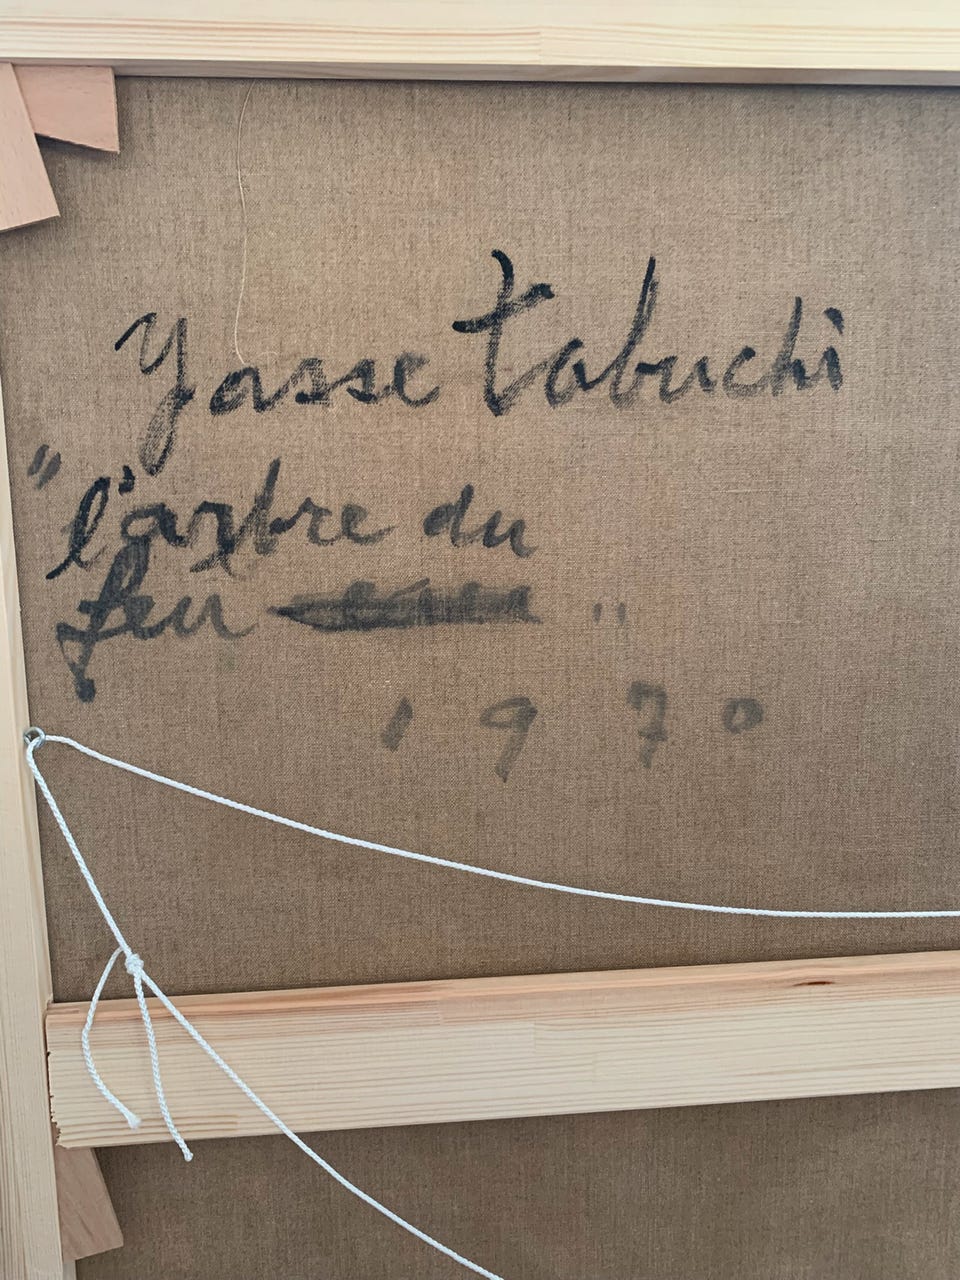 Yasse Tabuchi
"l'arbre du
feu "
1970